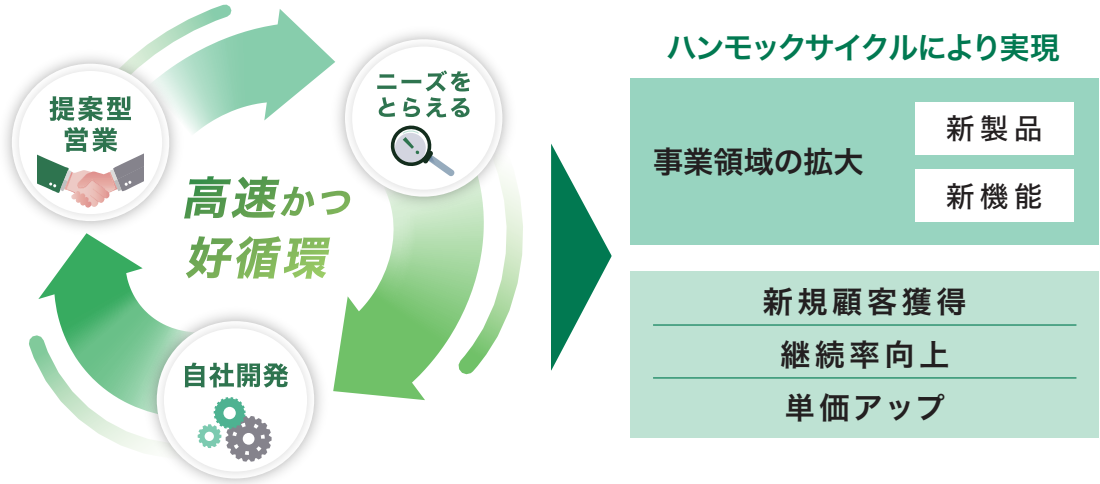 提案型
営業
ニーズを
とらえる
高速かつ
好循環
自社開発
ハンモックサイクルにより実現
事業領域の拡大
新製品
新機能
新規顧客獲得
継続率向上
単価アップ